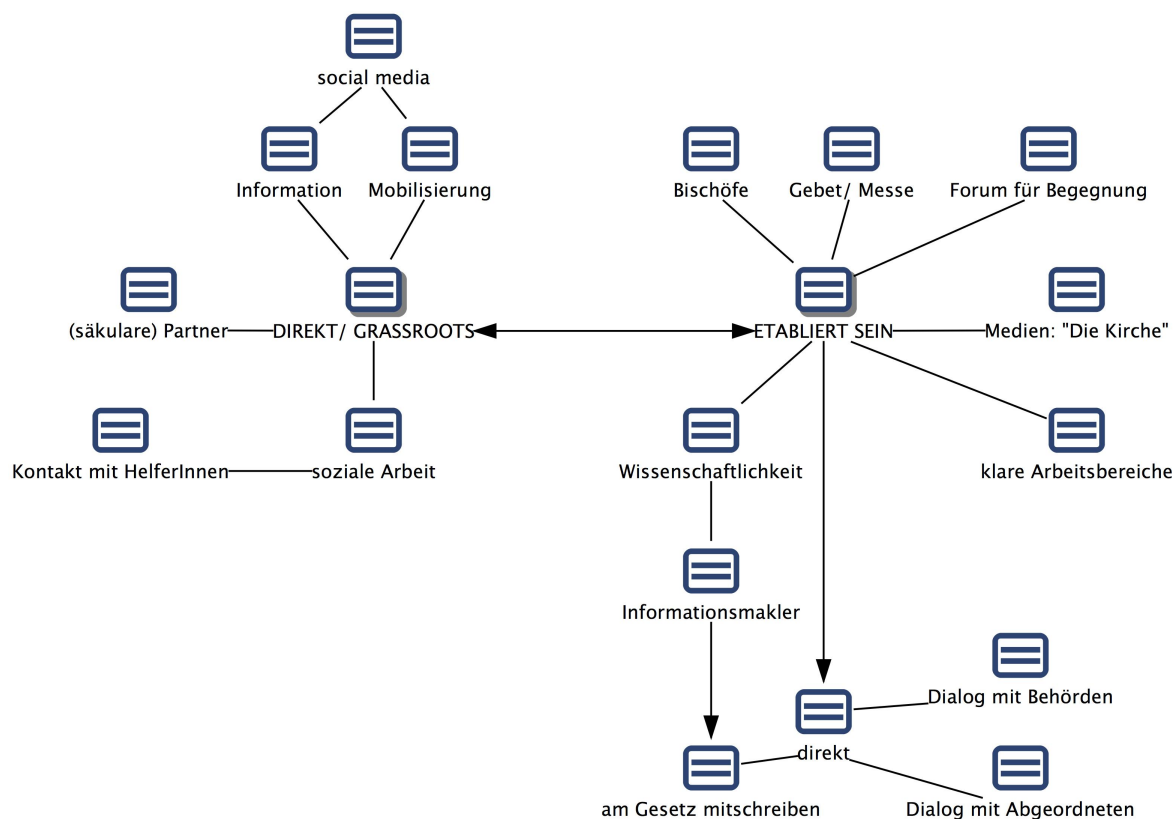 social media
Information
Mobilisierung
Bischöfe
Gebet/ Messe
Forum für Begegnung
(säkulare) Partner
DIREKT/ GRASSROOTS
ETABLIERT SEIN
Medien: "Die Kirche"
Kontakt mit HelferInnen
soziale Arbeit
Wissenschaftlichkeit
klare Arbeitsbereiche
Informationsmakler
Dialog mit Behörden
direkt
am Gesetz mitschreiben
Dialog mit Abgeordneten